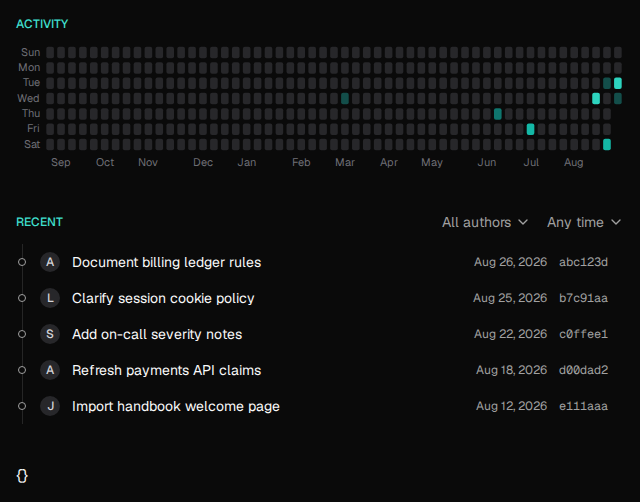 ACTIVITY
Sun
Mon
Tue
Wed
Thu
Fri
Sat
Sep Oct Nov Dec Jan Feb Mar Apr May Jun Jul Aug
RECENT All authors Any time
A Document billing ledger rules Aug 26, 2026 abc123d
L Clarify session cookie policy Aug 25, 2026 b7c91aa
S Add on-call severity notes Aug 22, 2026 c0ffee1
A Refresh payments API claims Aug 18, 2026 d00dad2
J Import handbook welcome page Aug 12, 2026 e111aaa
{}